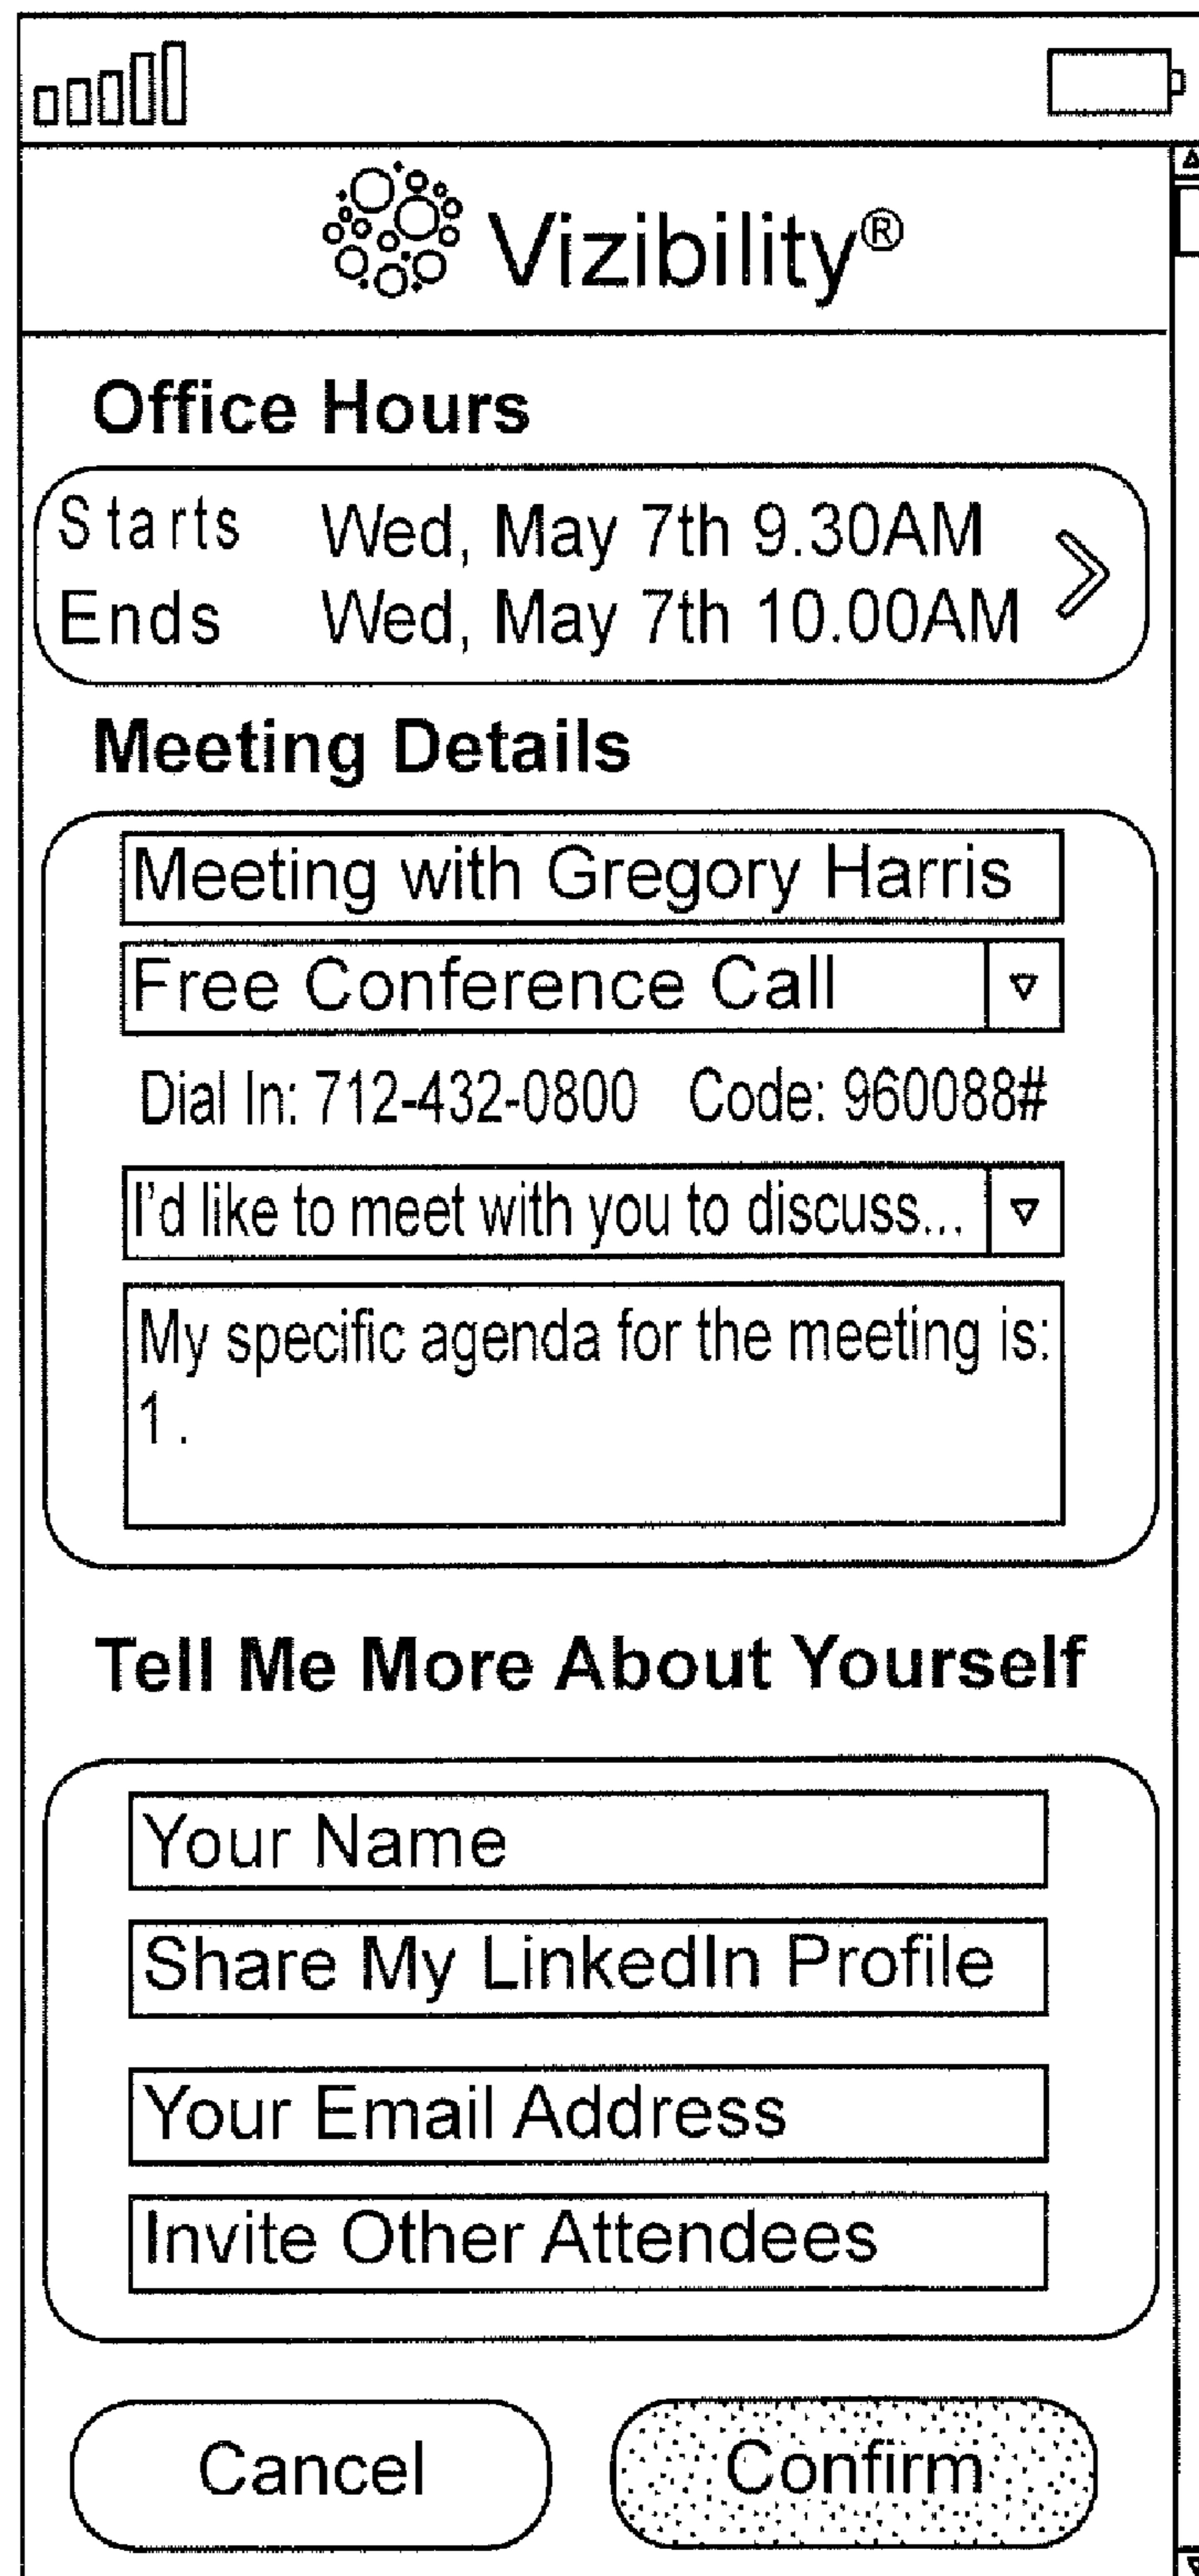 Vizibility®
Office Hours
Starts Wed, May 7th 9.30AM
Ends Wed, May 7th 10.00AM
Meeting Details
Meeting with Gregory Harris
Free Conference Call
Dial In: 712-432-0800 Code: 960088#
I'd like to meet with you to discuss...
My specific agenda for the meeting is:
1.
Tell Me More About Yourself
Your Name
Share My LinkedIn Profile
Your Email Address
Invite Other Attendees
Cancel Confirm